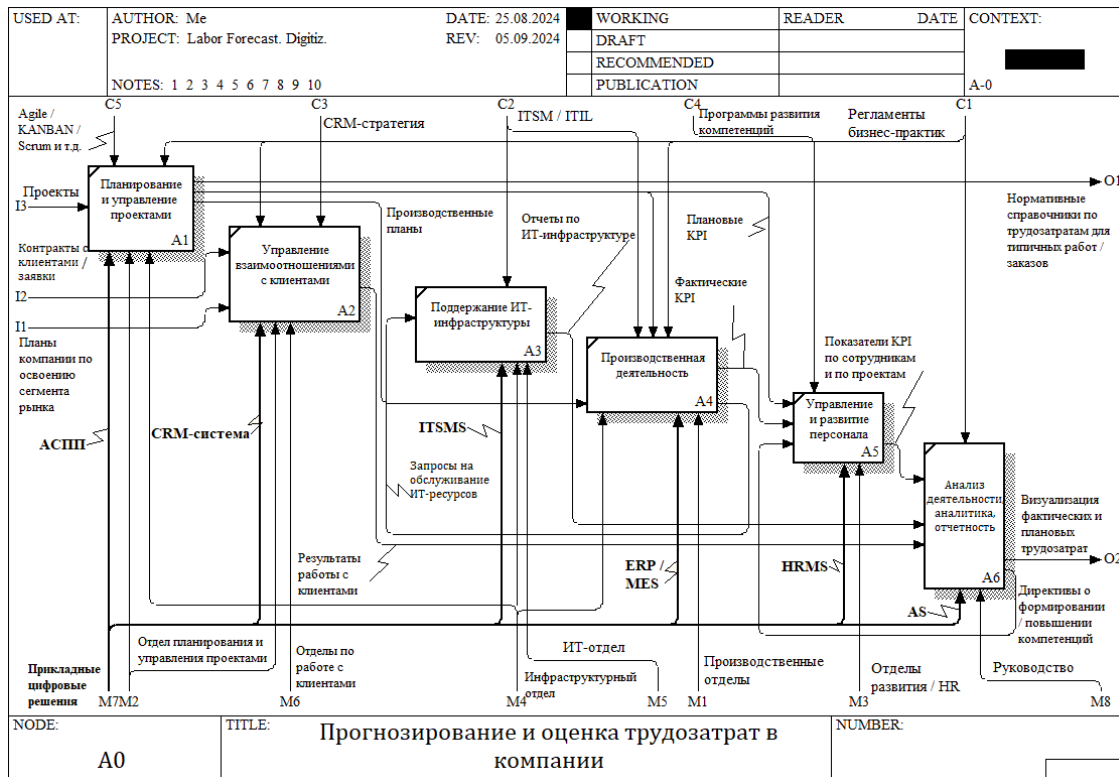 USED AT:
AUTHOR: Me
DATE: 25.08.2024
PROJECT: Labor Forecast. Digitiz.
REV: 05.09.2024
NOTES: 1 2 3 4 5 6 7 8 9 10
WORKING
DRAFT
RECOMMENDED
PUBLICATION
READER
DATE
CONTEXT:
A-0
C5
C3
C2
C4
C1
Agile /
KANBAN /
Scrum и т.д.
CRM-стратегия
ITSM / ITIL
Программы развития
компетенций
Регламенты
бизнес-практик
Проекты
I3
Планирование
и управление
проектами
A1
O1
Нормативные
справочники по
трудозатратам для
типичных работ /
заказов
Контракты с
клиентами /
заявки
I2
I1
Планы
компании по
освоению
сегмента
рынка
Управление
взаимоотношениями
с клиентами
A2
Производственные
планы
Отчеты по
ИТ-инфраструктуре
Плановые
KPI
Фактические
KPI
Поддержание ИТ-
инфраструктуры
A3
Производственная
деятельность
A4
Показатели KPI
по сотрудникам
и по проектам
Управление
и развитие
персонала
A5
АСПП
CRM-система
ITSMS
Запросы на
обслуживание
ИТ-ресурсов
Анализ
деятельности,
аналитика,
отчетность
A6
Визуализация
фактических и
плановых
трудозатрат
O2
Результаты
работы с
клиентами
ERP /
MES
HRMS
AS
Директивы о
формировании
/ повышении
компетенций
Прикладные
цифровые
решения
Отдел планирования и
управления проектами
Отделы по
работе с
клиентами
ИТ-отдел
Инфраструктурный
отдел
Производственные
отделы
Отделы
развития / HR
Руководство
M7
M2
M6
M4
M5
M1
M3
M8
NODE:
A0
TITLE:
Прогнозирование и оценка трудозатрат в
компании
NUMBER: